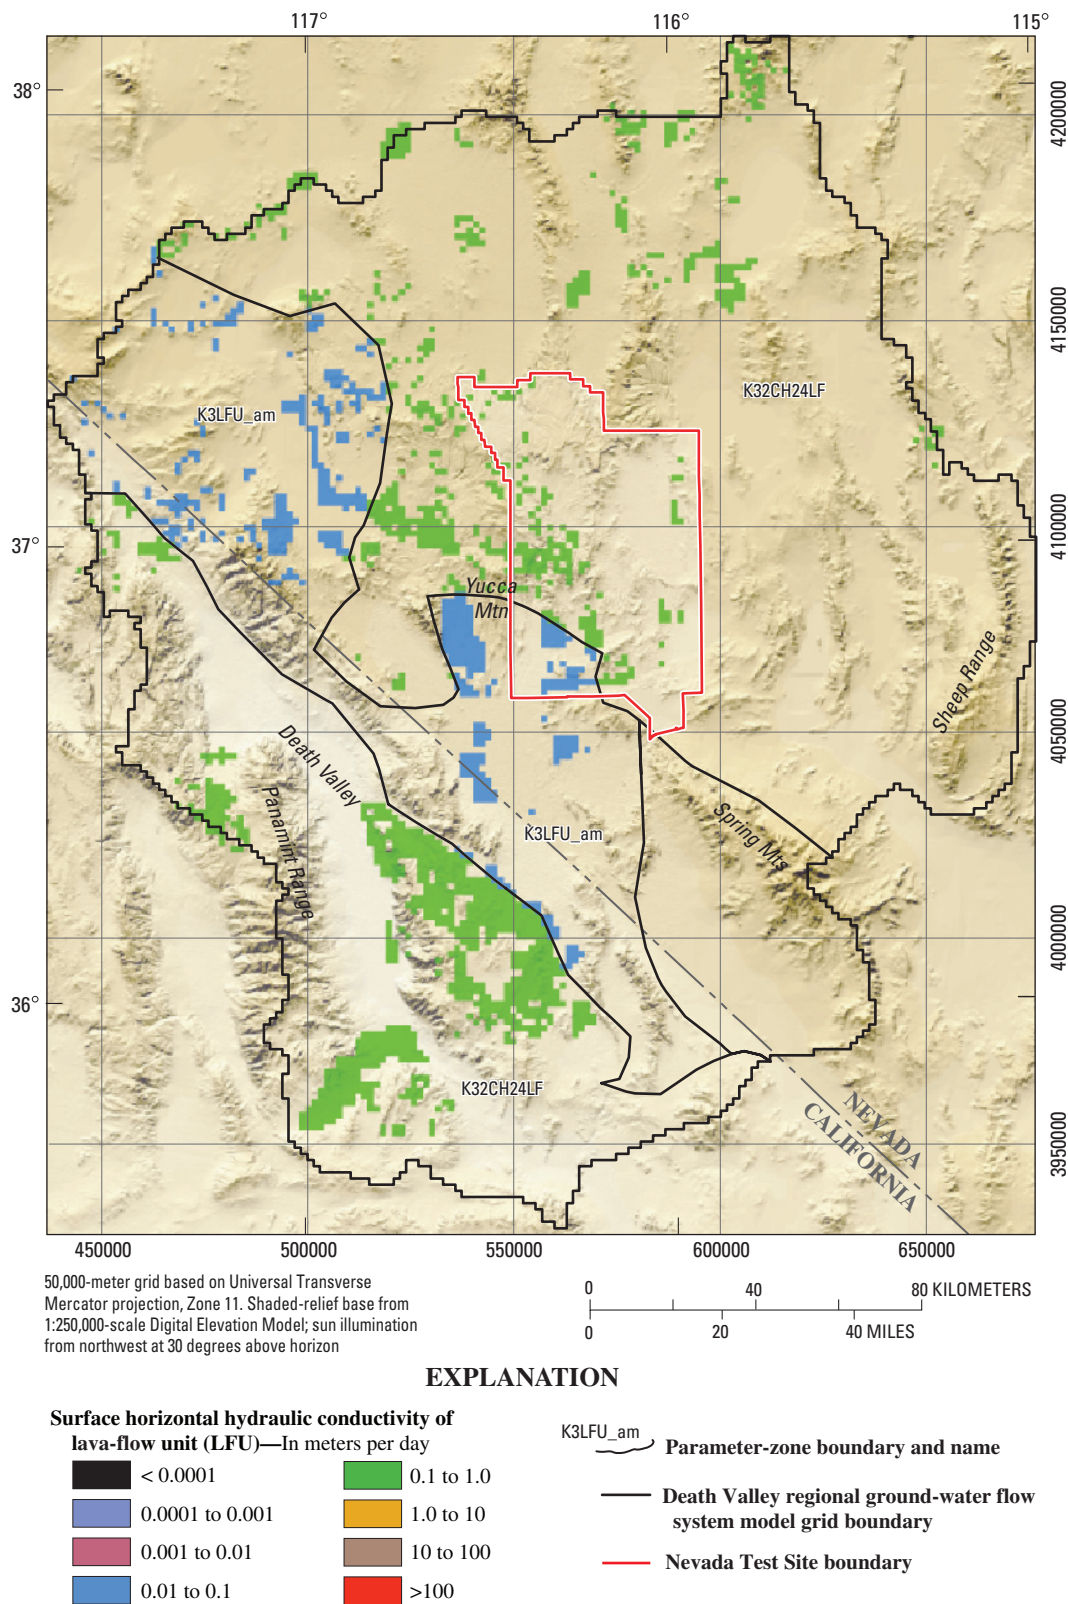 117°
116°
115°
38°
37°
36°
4200000
4150000
4100000
4050000
4000000
3950000
K3LFU_am
K32CH24LF
Yucca
Mtn
Sheep Range
Death Valley
Panamint Range
K3LFU_am
Spring Mts
K32CH24LF
NEVADA
CALIFORNIA
450000
500000
550000
600000
650000
50,000-meter grid based on Universal Transverse
Mercator projection, Zone 11. Shaded-relief base from
1:250,000-scale Digital Elevation Model; sun illumination
from northwest at 30 degrees above horizon
0 40 80 KILOMETERS
0 20 40 MILES
EXPLANATION
Surface horizontal hydraulic conductivity of
lava-flow unit (LFU)—In meters per day
< 0.0001
0.0001 to 0.001
0.001 to 0.01
0.01 to 0.1
0.1 to 1.0
1.0 to 10
10 to 100
>100
K3LFU_am
Parameter-zone boundary and name
Death Valley regional ground-water flow
system model grid boundary
Nevada Test Site boundary